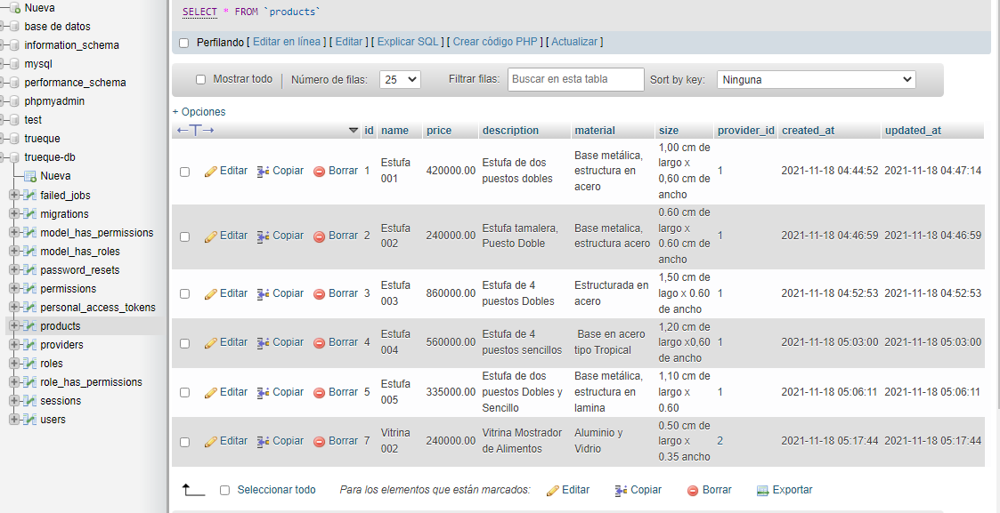 Nueva
base de datos
information_schema
mysql
performance_schema
phpmyadmin
test
trueque
trueque-db
Nueva
failed_jobs
migrations
model_has_permissions
model_has_roles
password_resets
permissions
personal_access_tokens
products
providers
roles
role_has_permissions
sessions
users
SELECT * FROM `products`
Perfilando [ Editar en línea ] [ Editar ] [ Explicar SQL ] [ Crear código PHP ] [ Actualizar ]
Mostrar todo | Número de filas: 25 Filtrar filas: Buscar en esta tabla Sort by key: Ninguna
+ Opciones
←T→ id name price description material size provider_id created_at updated_at
Editar Copiar Borrar 1 Estufa 001 420000.00 Estufa de dos puestos dobles Base metálica, estructura en acero 1,00 cm de largo x 0,60 cm de ancho 1 2021-11-18 04:44:52 2021-11-18 04:47:14
Editar Copiar Borrar 2 Estufa 002 240000.00 Estufa tamalera, Puesto Doble Base metalica, estructura acero 0.60 cm de largo x 0.60 cm de ancho 1 2021-11-18 04:46:59 2021-11-18 04:46:59
Editar Copiar Borrar 3 Estufa 003 860000.00 Estufa de 4 puestos Dobles Estructurada en acero 1,50 cm de lago x 0.60 de ancho 1 2021-11-18 04:52:53 2021-11-18 04:52:53
Editar Copiar Borrar 4 Estufa 004 560000.00 Estufa de 4 puestos sencillos Base en acero tipo Tropical 1,20 cm de largo x0,60 de ancho 1 2021-11-18 05:03:00 2021-11-18 05:03:00
Editar Copiar Borrar 5 Estufa 005 335000.00 Estufa de dos puestos Dobles y Sencillo Base metálica, estructura en lamina 1,10 cm de largo x 0.60 1 2021-11-18 05:06:11 2021-11-18 05:06:11
Editar Copiar Borrar 7 Vitrina 002 240000.00 Vitrina Mostrador de Alimentos Aluminio y Vidrio 0.50 cm de largo x 0.35 ancho 2 2021-11-18 05:17:44 2021-11-18 05:17:44
Seleccionar todo Para los elementos que están marcados: Editar Copiar Borrar Exportar